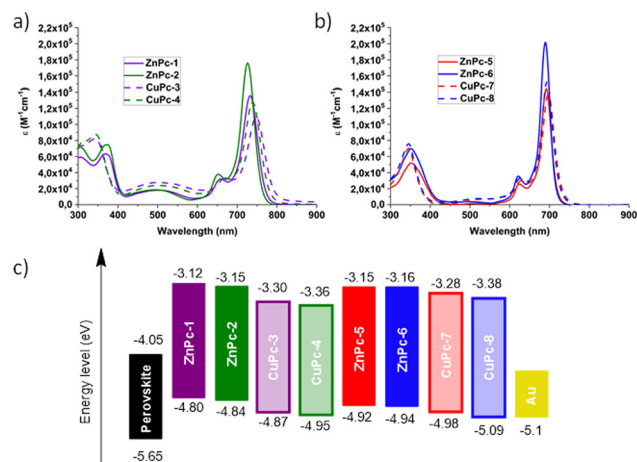 a)
2,2x10⁵
2,0x10⁵
1,8x10⁵
1,6x10⁵
1,4x10⁵
1,2x10⁵
1,0x10⁵
8,0x10⁴
6,0x10⁴
4,0x10⁴
2,0x10⁴
0,0
ε (M⁻¹cm⁻¹)
ZnPc-1
ZnPc-2
CuPc-3
CuPc-4
300 400 500 600 700 800 900
Wavelength (nm)
b)
2,2x10⁵
2,0x10⁵
1,8x10⁵
1,6x10⁵
1,4x10⁵
1,2x10⁵
1,0x10⁵
8,0x10⁴
6,0x10⁴
4,0x10⁴
2,0x10⁴
0,0
ε (M⁻¹cm⁻¹)
ZnPc-5
ZnPc-6
CuPc-7
CuPc-8
300 400 500 600 700 800 900
Wavelength (nm)
c)
Energy level (eV)
-4.05
Perovskite
-5.65
-3.12
ZnPc-1
-4.80
-3.15
ZnPc-2
-4.84
-3.30
CuPc-3
-4.87
-3.36
CuPc-4
-4.95
-3.15
ZnPc-5
-4.92
-3.16
ZnPc-6
-4.94
-3.28
CuPc-7
-4.98
-3.38
CuPc-8
-5.09
Au
-5.1